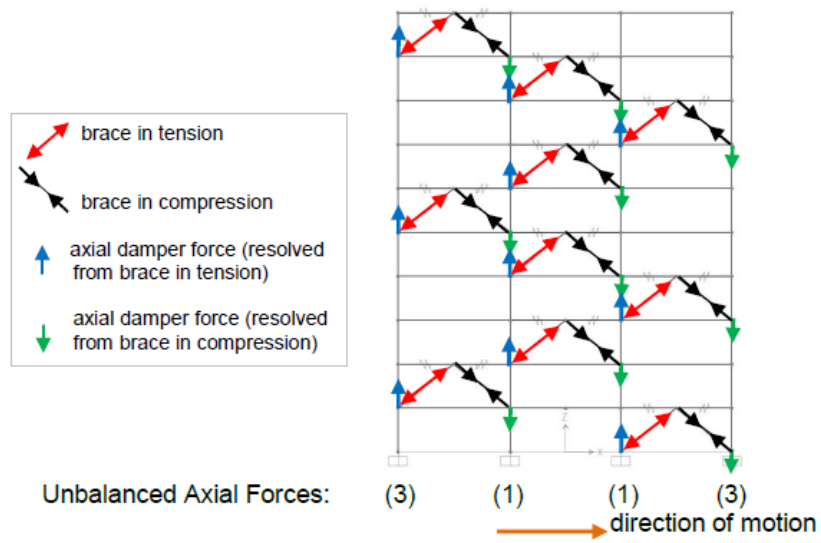 brace in tension
brace in compression
axial damper force (resolved
from brace in tension)
axial damper force (resolved
from brace in compression)
Z
X
Unbalanced Axial Forces: (3) (1) (1) (3)
direction of motion